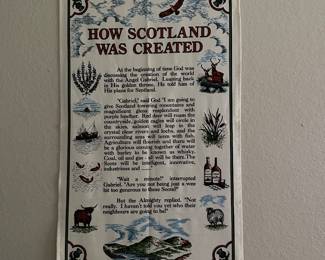 HOW SCOTLAND
WAS CREATED
At the beginning of time God was
discussing the creation of the world
with the Angel Gabriel. Leaning back
in His golden throne, He told him of
His plans for Scotland.
"Gabriel," said God "I am going to
give Scotland towering mountains and
magnificent glens resplendent with
purple heather. Red deer will roam the
countryside, golden eagles will circle in
the skies, salmon will leap in the
crystal clear rivers and lochs, and the
surrounding seas will teem with fish.
Agriculture will flourish and there will
be a glorious coming together of water
with barley to be known as whisky.
Coal, oil and gas - all will be there. The
Scots will be intelligent, innovative,
industrious and ......"
"Wait a minute!" interrupted
Gabriel. "Are you not being just a wee
bit too generous to these Scots?"
But the Almighty replied, "Not
really. I haven't told you yet who their
neighbours are going to be!"